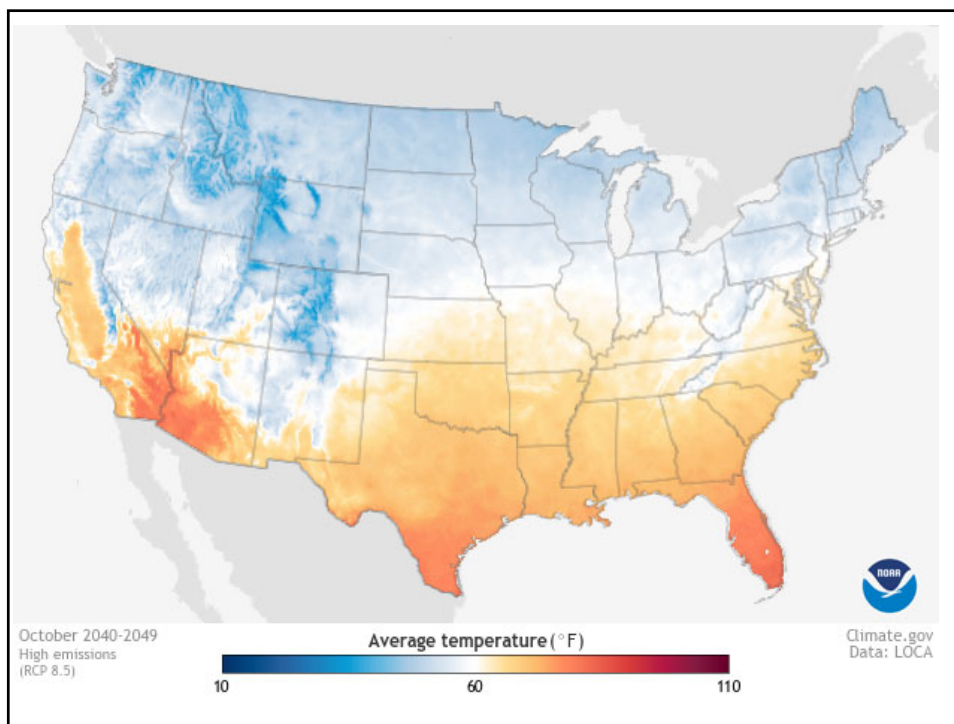 NOAA
October 2040-2049
High emissions
(RCP 8.5)
Average temperature (°F)
10
60
110
Climate.gov
Data: LOCA